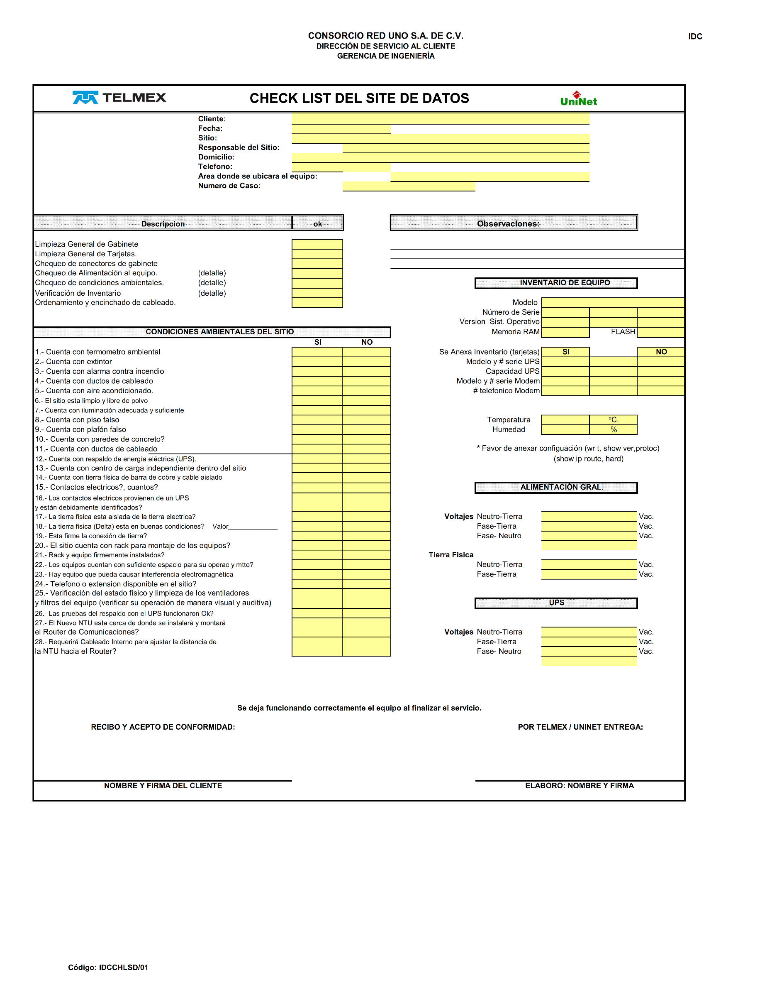 CONSORCIO RED UNO S.A. DE C.V.
IDC
DIRECCIÓN DE SERVICIO AL CLIENTE
GERENCIA DE INGENIERÍA
TELMEX
CHECK LIST DEL SITE DE DATOS
UniNet
Cliente:
Fecha:
Sitio:
Responsable del Sitio:
Domicilio:
Telefono:
Area donde se ubicara el equipo:
Numero de Caso:
Descripcion ok
Limpieza General de Gabinete
Limpieza General de Tarjetas.
Chequeo de conectores de gabinete
Chequeo de Alimentación al equipo. (detalle)
Chequeo de condiciones ambientales. (detalle)
Verificación de Inventario (detalle)
Ordenamiento y encinchado de cableado.
CONDICIONES AMBIENTALES DEL SITIO
SI NO
1.- Cuenta con termometro ambiental
2.- Cuenta con extintor
3.- Cuenta con alarma contra incendio
4.- Cuenta con ductos de cableado
5.- Cuenta con aire acondicionado.
6.- El sitio esta limpio y libre de polvo
7.- Cuenta con iluminación adecuada y suficiente
8.- Cuenta con piso falso
9.- Cuenta con plafón falso
10.- Cuenta con paredes de concreto?
11.- Cuenta con ductos de cableado
12.- Cuenta con respaldo de energía eléctrica (UPS).
13.- Cuenta con centro de carga independiente dentro del sitio
14.- Cuenta con tierra física de barra de cobre y cable aislado
15.- Contactos electricos?, cuantos?
16.- Los contactos electricos provienen de un UPS
y están debidamente identificados?
17.- La tierra fisica esta aislada de la tierra electrica?
18.- La tierra fisica (Delta) esta en buenas condiciones? Valor_____________
19.- Esta firme la conexión de tierra?
20.- El sitio cuenta con rack para montaje de los equipos?
21.- Rack y equipo firmemente instalados?
22.- Los equipos cuentan con suficiente espacio para su operac y mtto?
23.- Hay equipo que pueda causar interferencia electromagnética
24.- Telefono o extension disponible en el sitio?
25.- Verificación del estado físico y limpieza de los ventiladores
y filtros del equipo (verificar su operación de manera visual y auditiva)
26.- Las pruebas del respaldo con el UPS funcionaron Ok?
27.- El Nuevo NTU esta cerca de donde se instalará y montará
el Router de Comunicaciones?
28.- Requerirá Cableado Interno para ajustar la distancia de
la NTU hacia el Router?
Observaciones:
INVENTARIO DE EQUIPO
Modelo
Número de Serie
Version Sist. Operativo
Memoria RAM FLASH
Se Anexa Inventario (tarjetas) SI NO
Modelo y # serie UPS
Capacidad UPS
Modelo y # serie Modem
# telefonico Modem
Temperatura ºC.
Humedad %
* Favor de anexar configuación (wr t, show ver,protoc)
(show ip route, hard)
ALIMENTACIÓN GRAL.
Voltajes Neutro-Tierra Vac.
Fase-Tierra Vac.
Fase- Neutro Vac.
Tierra Fisica
Neutro-Tierra Vac.
Fase-Tierra Vac.
UPS
Voltajes Neutro-Tierra Vac.
Fase-Tierra Vac.
Fase- Neutro Vac.
Se deja funcionando correctamente el equipo al finalizar el servicio.
RECIBO Y ACEPTO DE CONFORMIDAD: POR TELMEX / UNINET ENTREGA:
NOMBRE Y FIRMA DEL CLIENTE ELABORÓ: NOMBRE Y FIRMA
Código: IDCCHLSD/01